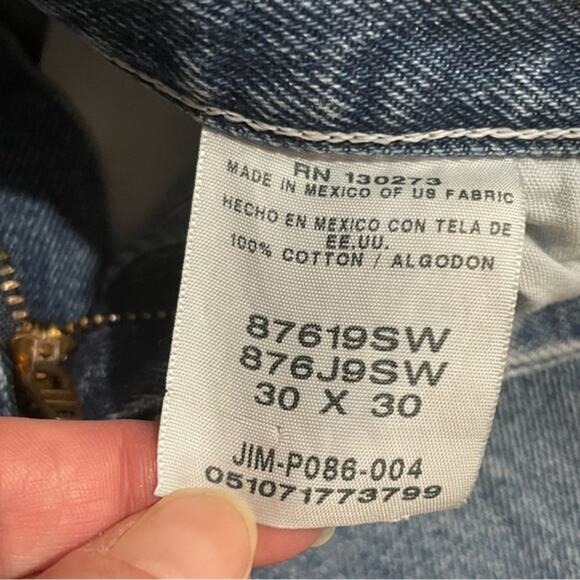 RN 130273
MADE IN MEXICO OF US FABRIC
HECHO EN MEXICO CON TELA DE
EE.UU.
100% COTTON / ALGODON
87619SW
876J9SW
30 X 30
JIM-P086-004
051071773799